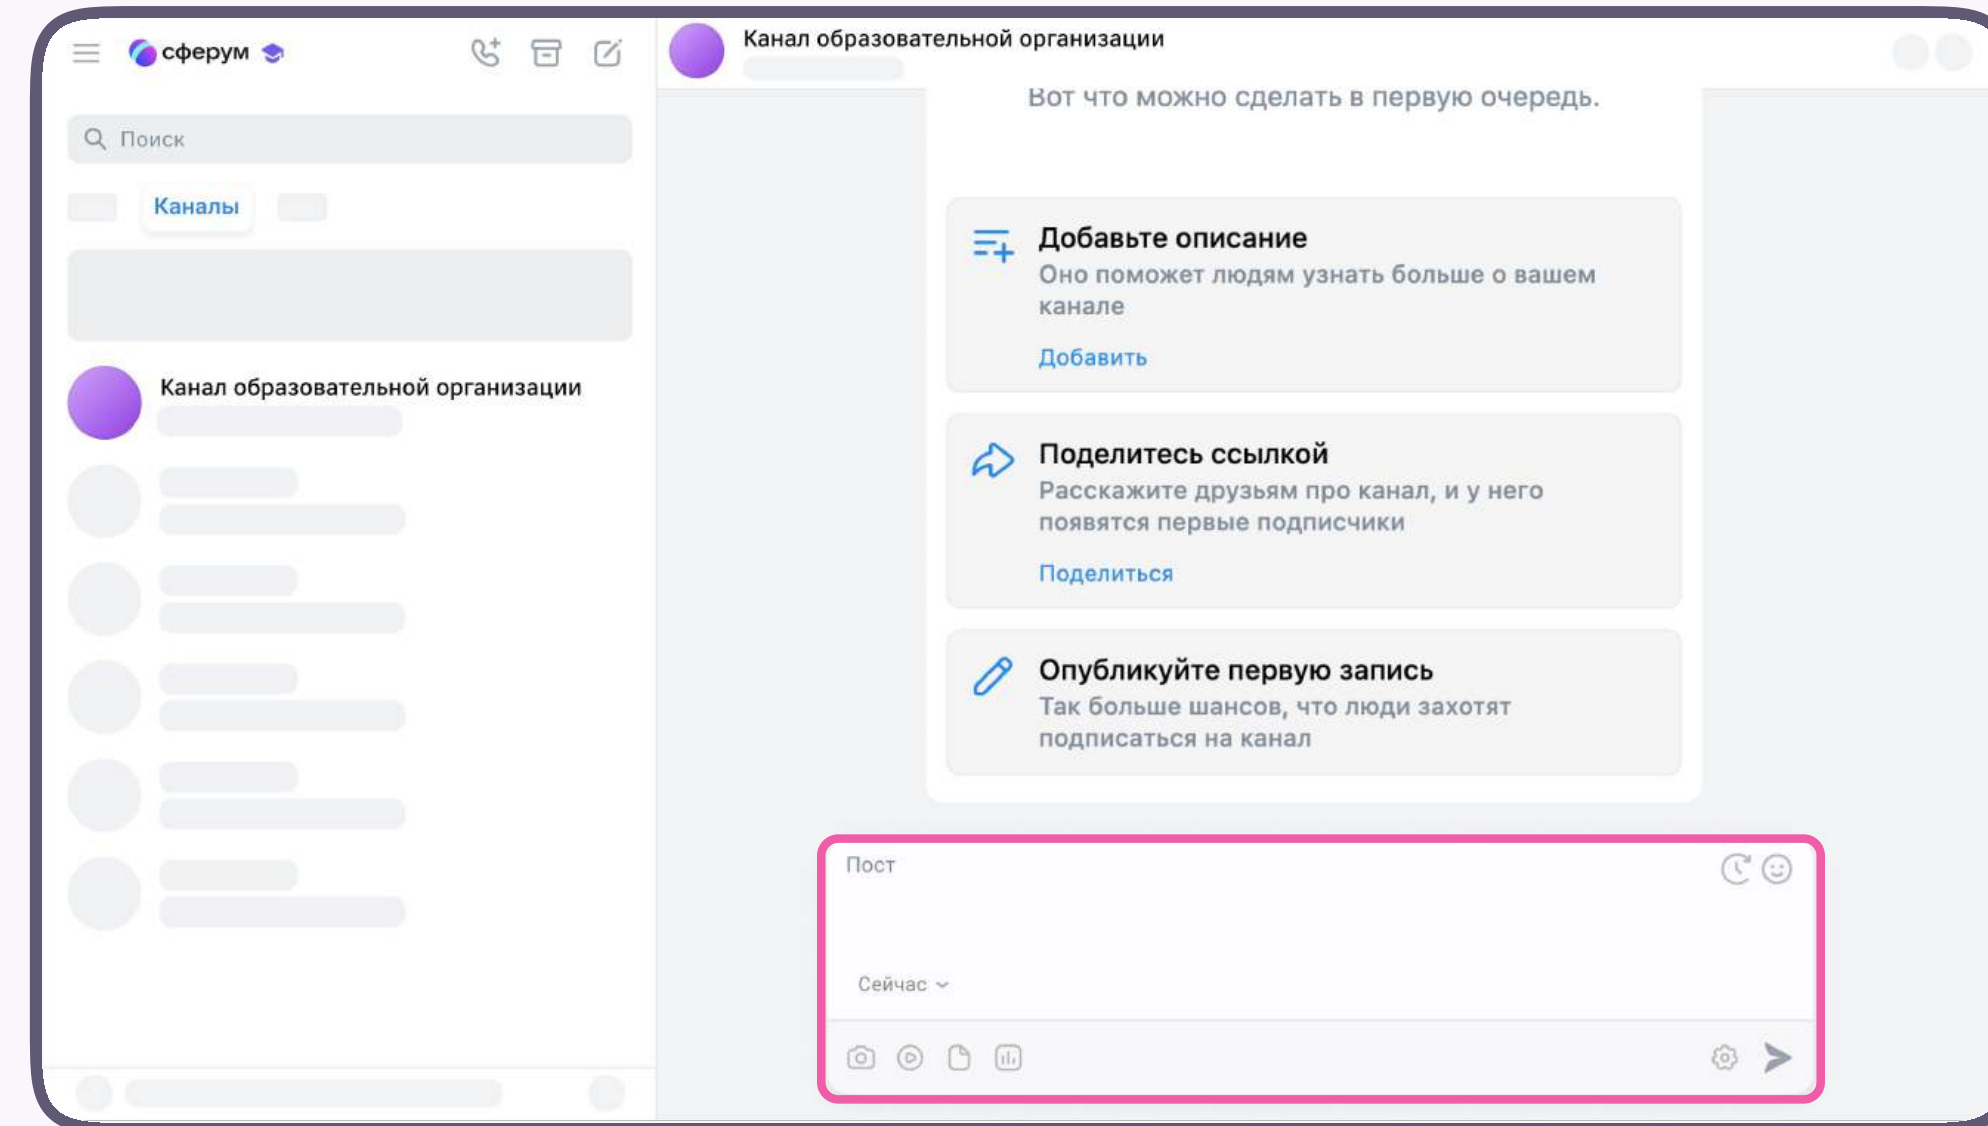 сферум
Поиск
Каналы
Канал образовательной организации
Канал образовательной организации
Вот что можно сделать в первую очередь.
Добавьте описание
Оно поможет людям узнать больше о вашем
канале
Добавить
Поделитесь ссылкой
Расскажите друзьям про канал, и у него
появятся первые подписчики
Поделиться
Опубликуйте первую запись
Так больше шансов, что люди захотят
подписаться на канал
Пост
Сейчас